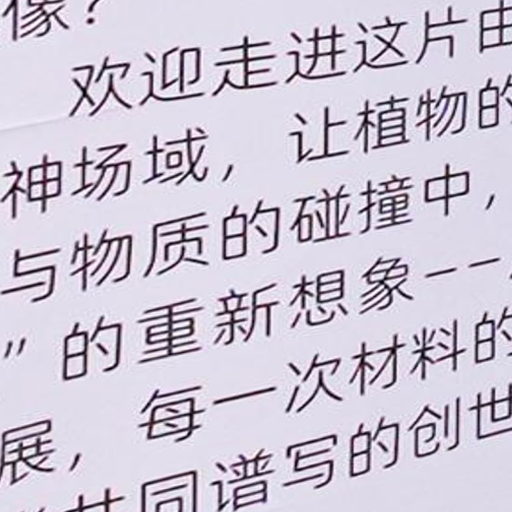 像？
欢迎走进这片由
神场域，让植物的
与物质的碰撞中，
”的重新想象--
展，每一次材料的
“共同谱写的创世